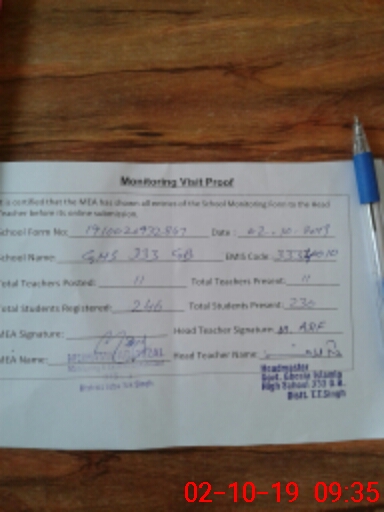 Monitoring Visit Proof
It is certified that the MEA has shown all entries of the School Monitoring Form to the Head
Teacher before its online submission.
School Form No: Date: 02-10-2019
School Name: GHS 333 GB EMIS Code:
Total Teachers Posted: 11 Total Teachers Present: 11
Total Students Registered: 246 Total Students Present: 230
MEA Signature: Head Teacher Signature: M. ARF
MEA Name: Head Teacher Name:
Headmaster
Govt. Ghosia Islamia
High School 333 G.B.
Distt. T.T.Singh
02-10-19 09:35